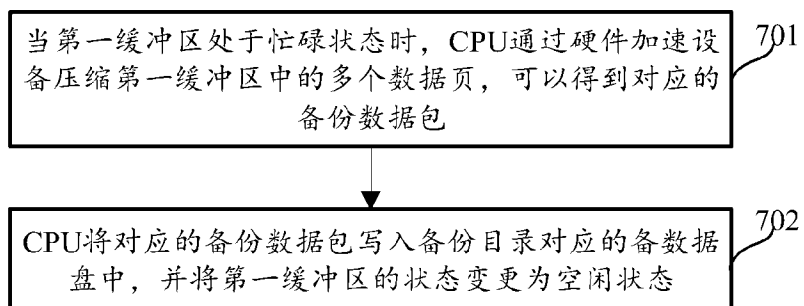 当第一缓冲区处于忙碌状态时，CPU通过硬件加速设
备压缩第一缓冲区中的多个数据页，可以得到对应的
备份数据包
701
CPU将对应的备份数据包写入备份目录对应的备数据
盘中，并将第一缓冲区的状态变更为空闲状态
702